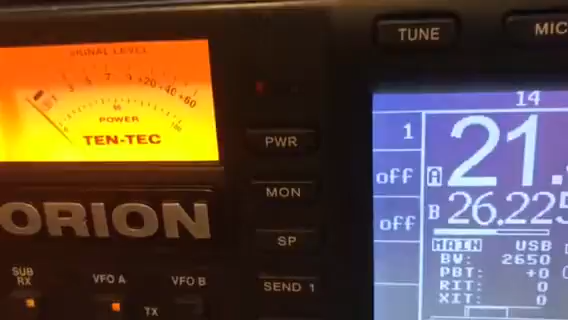 SIGNAL LEVEL
1 3 5 7 9 +20 +40 +60
POWER
100
TEN-TEC
ORION
SUB
RX
VFO A
VFO B
TX
TUNE
MIC
PWR
MON
SP
SEND 1
14
1
off
off
A 21.
B 26.225
MAIN USB
BW: 2650
PBT: +0
RIT: 0
XIT: 0